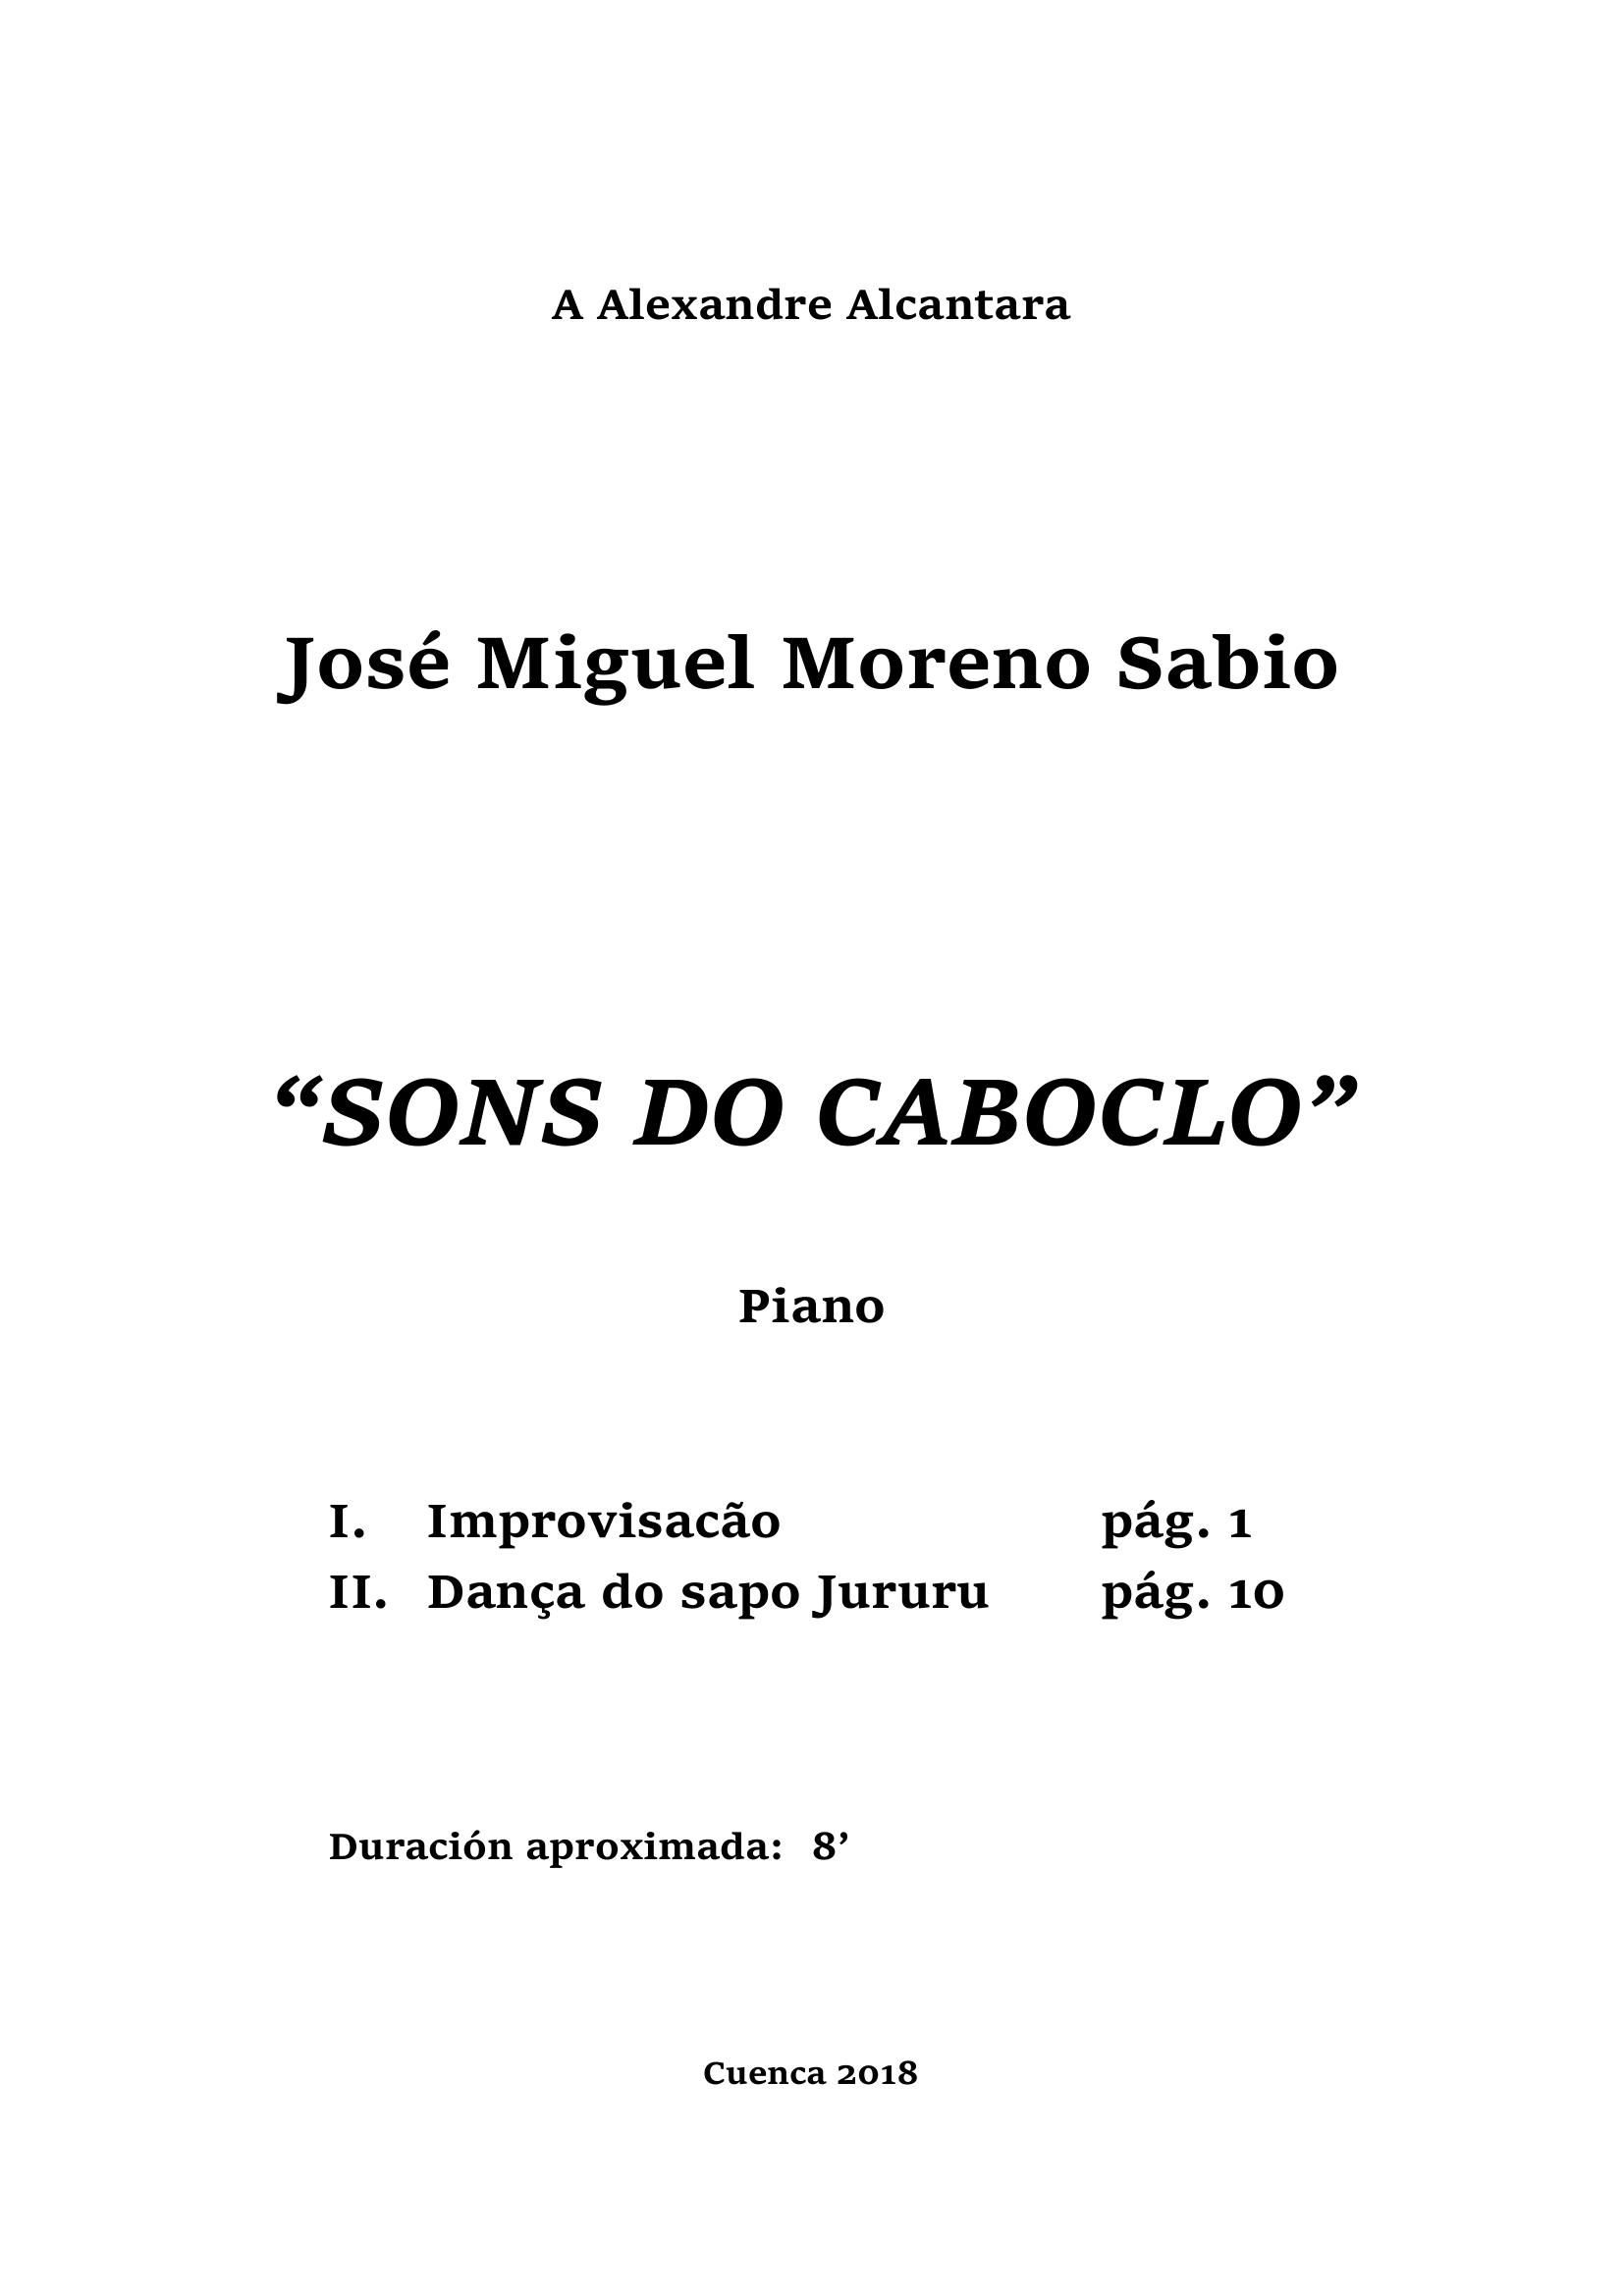 A Alexandre Alcantara
José Miguel Moreno Sabio
“SONS DO CABOCLO”
Piano
I. Improvisacão pág. 1
II. Dança do sapo Jururu pág. 10
Duración aproximada: 8’
Cuenca 2018